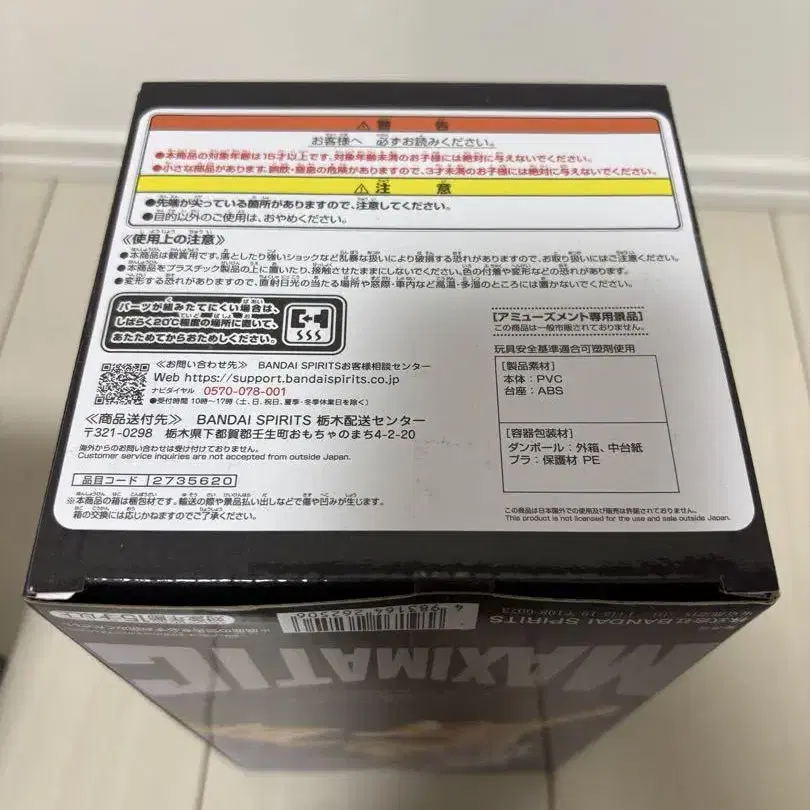 ⚠警告
お客様へ 必ずお読みください。
●本商品の対象年齢は15才以上です。対象年齢未満のお子様には絶対に与えないでください。
●小さな部品があります。誤飲・窒息の危険がありますので、3才未満のお子様には絶対に与えないでください。
⚠注意
●先端が尖っている箇所がありますので、注意してください。
●目的以外のご使用は、おやめください。
≪使用上の注意≫
●本商品は観賞用です。落としたり強いショックなど乱暴な扱いにより破損する恐れがありますので、お取り扱いにはご注意ください。
●本商品をプラスチック製品の上に置いたり、接触させたままにしないでください。色の付着や変形などの恐れがあります。
●変形する恐れがありますので、直射日光の当たる場所や窓際・車内など高温・多湿のところには置かないでください。
パーツが組みたてにくい場合は、
しばらく20℃程度の場所に置いて、
あたためてからおためしください。
≪お問い合わせ先≫ BANDAI SPIRITSお客様相談センター
Web https://support.bandaispirits.co.jp
ナビダイヤル 0570-078-001
●受付時間 10時〜17時(土、日、祝日、夏季・冬季休業日を除く)
≪商品送付先≫ BANDAI SPIRITS 栃木配送センター
〒321-0298 栃木県下都賀郡壬生町おもちゃのまち4-2-20
海外からのお問い合わせは受け付けておりません。
Customer service inquiries are not accepted from outside Japan.
品目コード 2735620
※本商品の箱は梱包材です。輸送の際や景品払い出しなどで傷や凹みが生じます。
箱の交換には応じかねますのでご了承ください。
[アミューズメント専用景品]
この商品は一般市販されておりません。
玩具安全基準適合可塑剤使用
[製品素材]
本体：PVC
台座：ABS
[容器包装材]
ダンボール：外箱、中台紙
プラ：保護材 PE
この商品は日本国外での使用及び販売は許諾されておりません。
This product is not licensed for the use and sale outside Japan.
対象年齢15才以上
4 983164 262506
株式会社BANDAI SPIRITS
MAXIMATIC